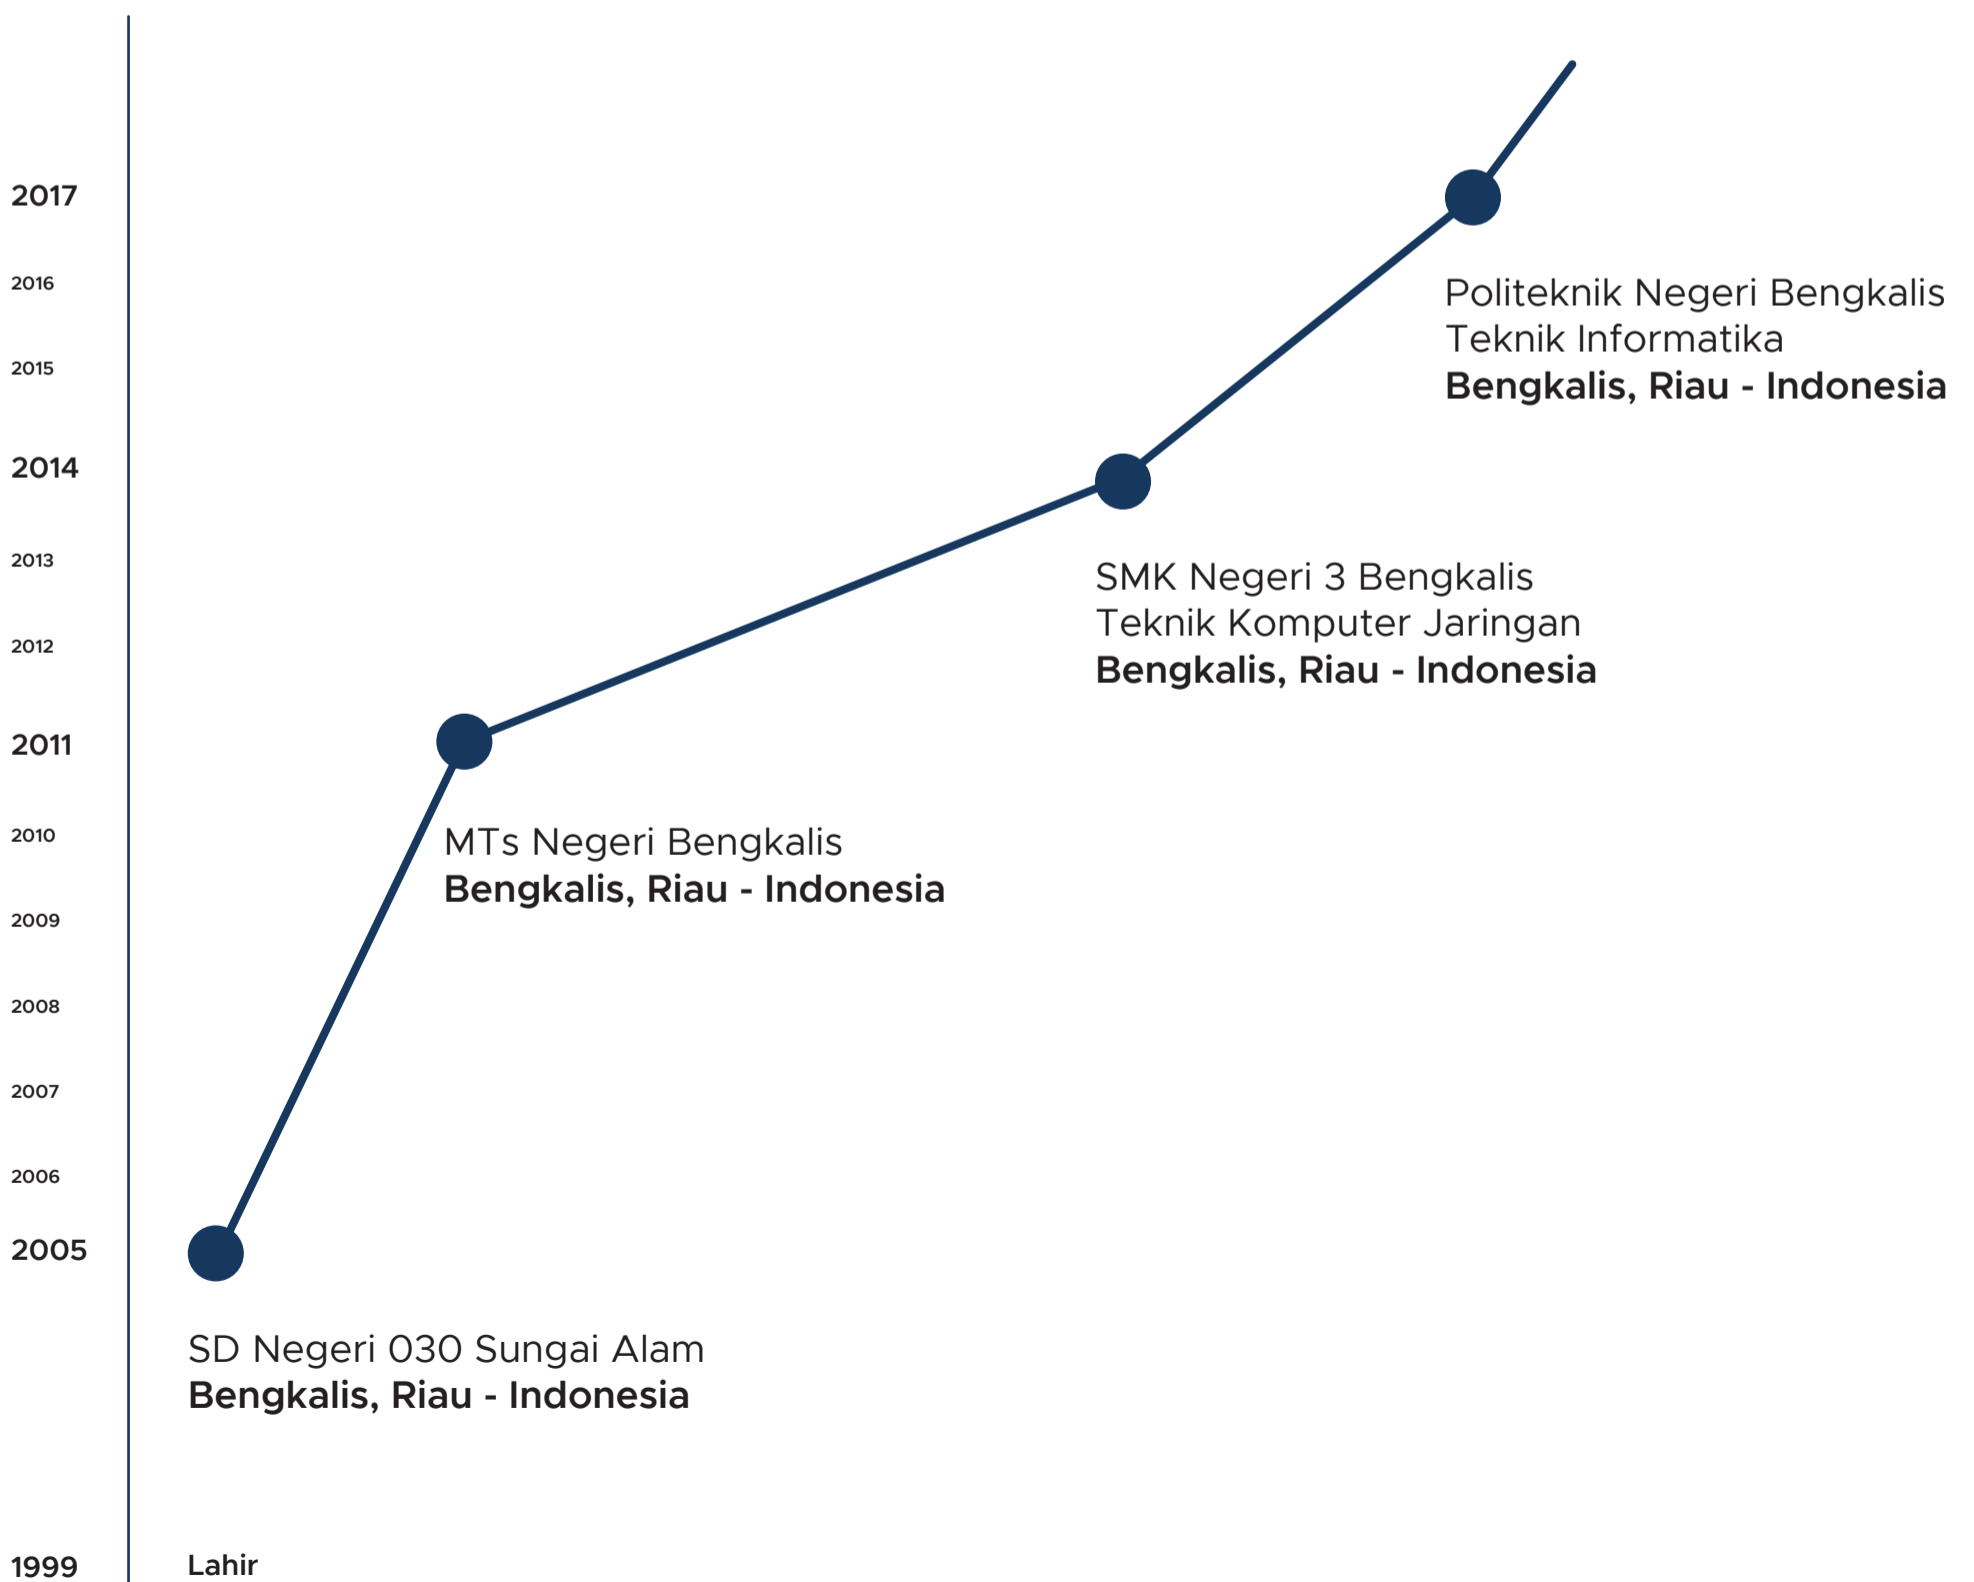 2017
2016
Politeknik Negeri Bengkalis
Teknik Informatika
2015
Bengkalis, Riau - Indonesia
2014
2013
SMK Negeri 3 Bengkalis
Teknik Komputer Jaringan
2012
Bengkalis, Riau - Indonesia
2011
2010
MTs Negeri Bengkalis
Bengkalis, Riau - Indonesia
2009
2008
2007
2006
2005
SD Negeri 030 Sungai Alam
Bengkalis, Riau - Indonesia
1999
Lahir